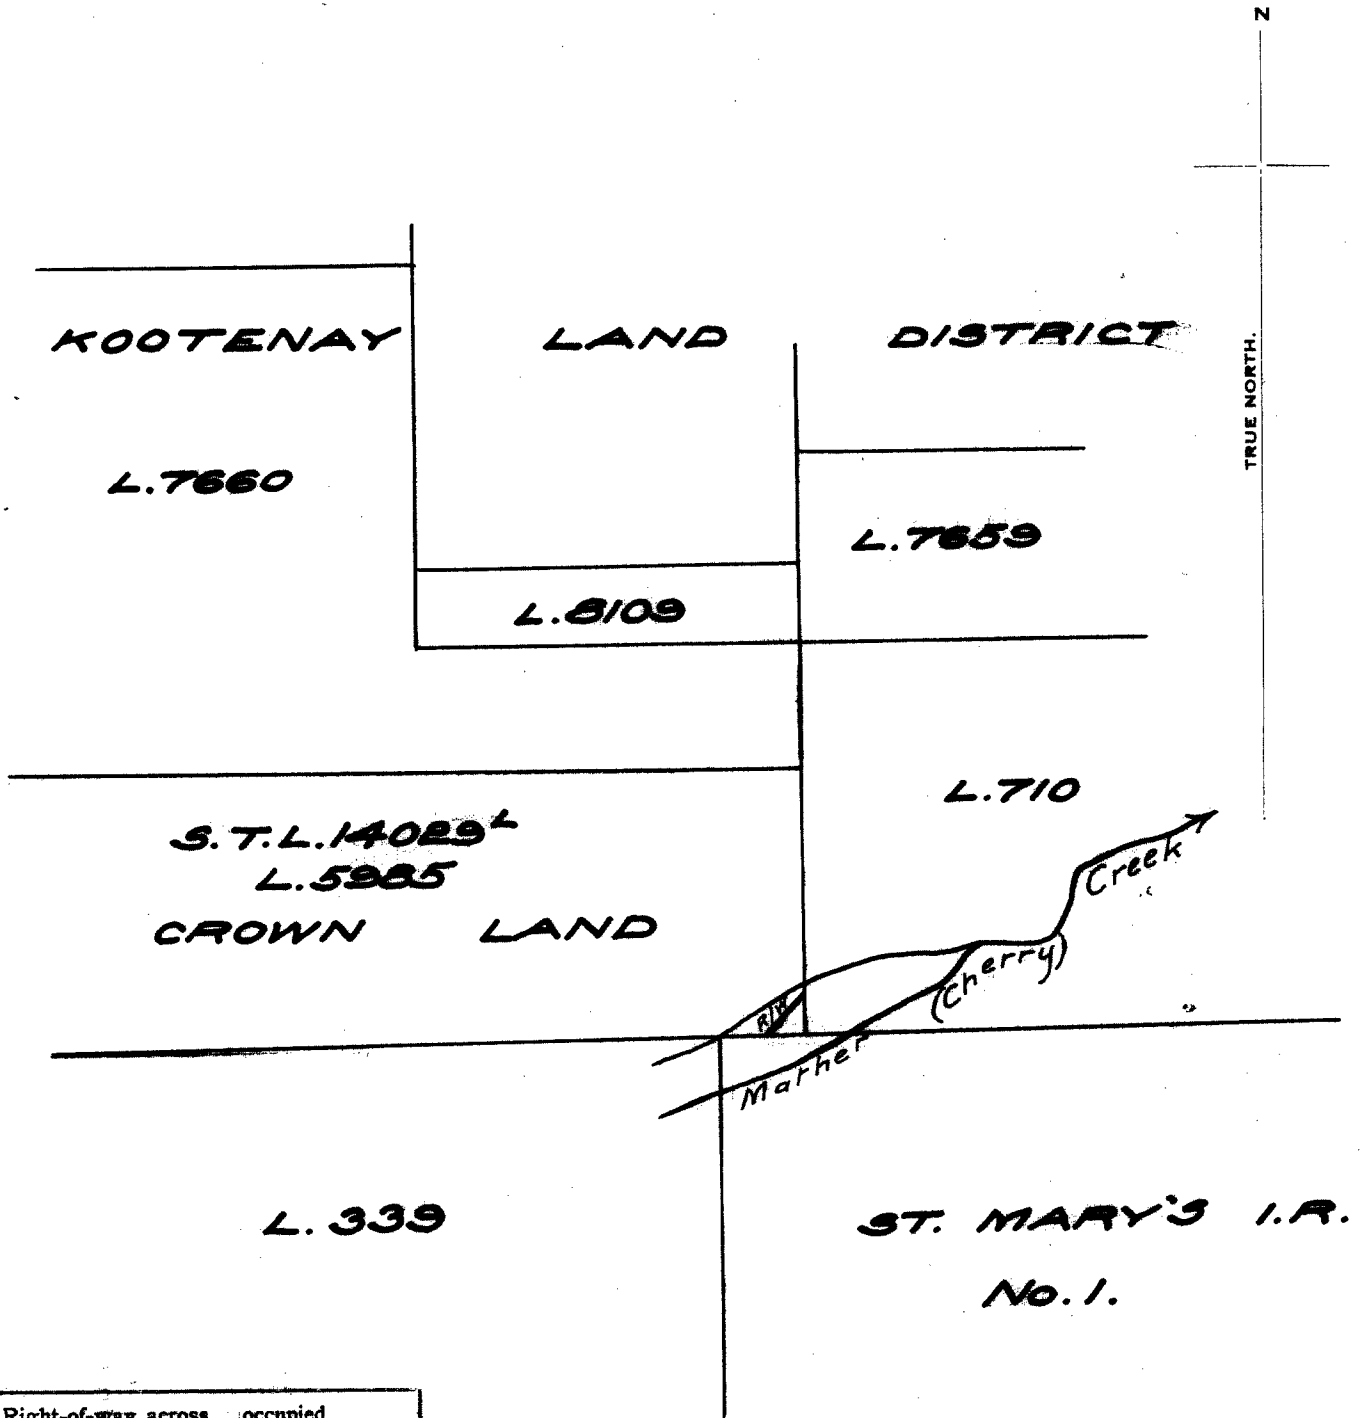 N
TRUE NORTH.
KOOTENAY LAND DISTRICT
L.7660
L.7659
L.8109
L.710
S.T.L.14029L
L.5985
CROWN LAND
Creek
(Cherry)
R/W
Mather
L. 339
ST. MARY'S I.R.
No. 1.
Right-of-way across occupied